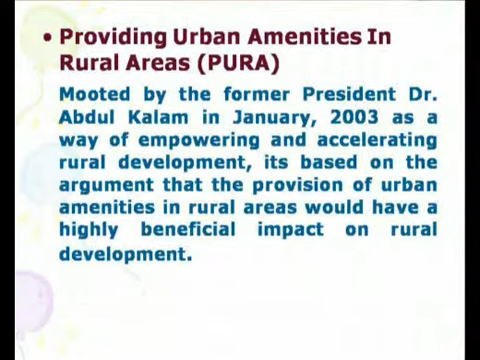 • Providing Urban Amenities In
Rural Areas (PURA)
Mooted by the former President Dr.
Abdul Kalam in January, 2003 as a
way of empowering and accelerating
rural development, its based on the
argument that the provision of urban
amenities in rural areas would have a
highly beneficial impact on rural
development.